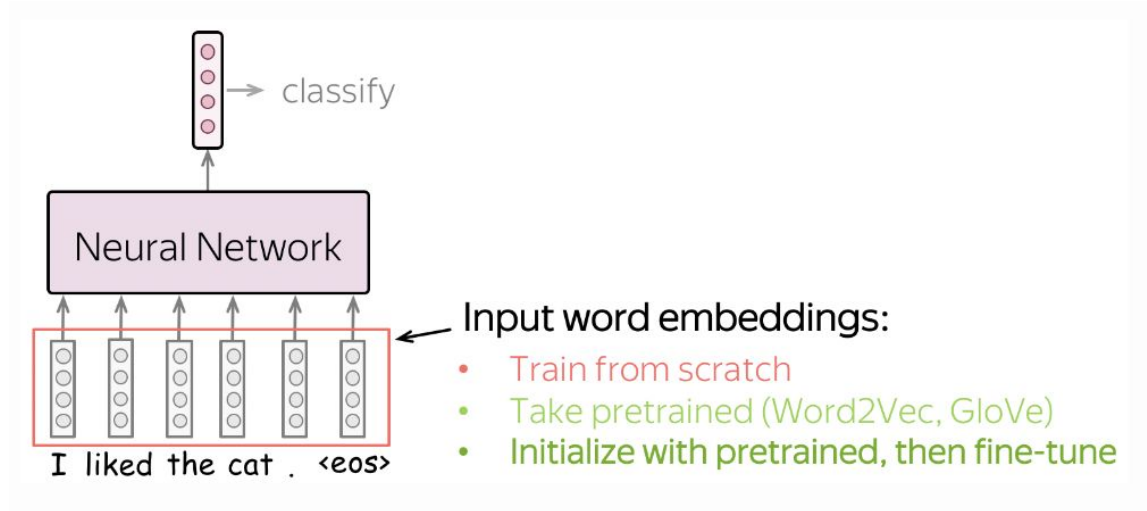 classify
Neural Network
Input word embeddings:
• Train from scratch
• Take pretrained (Word2Vec, GloVe)
• Initialize with pretrained, then fine-tune
I liked the cat . <eos>